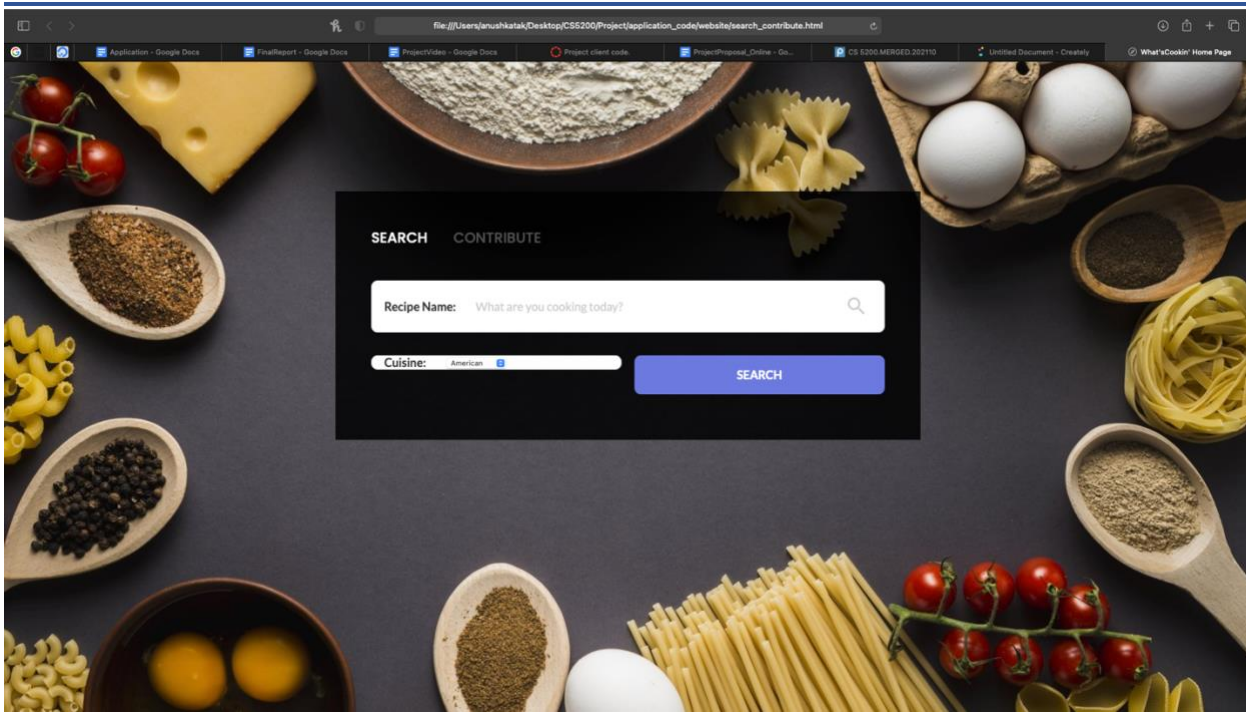 file:///Users/anushkatak/Desktop/CS5200/Project/application_code/website/search_contribute.html
Application - Google Docs FinalReport - Google Docs ProjectVideo - Google Docs Project client code. ProjectProposal_Online - Go... CS 5200.MERGED.202110 Untitled Document - Creately What'sCookin' Home Page
SEARCH CONTRIBUTE
Recipe Name: What are you cooking today?
Cuisine: American SEARCH